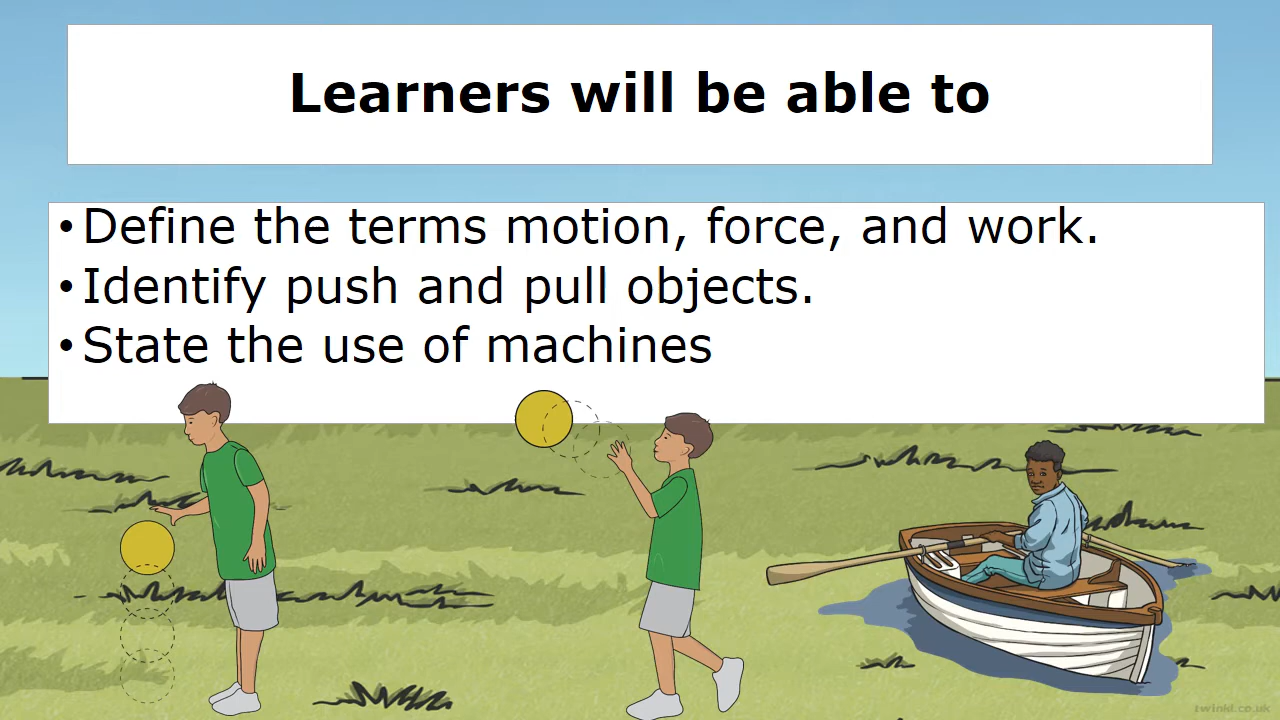 Learners will be able to
• Define the terms motion, force, and work.
• Identify push and pull objects.
• State the use of machines
twinkl.co.uk